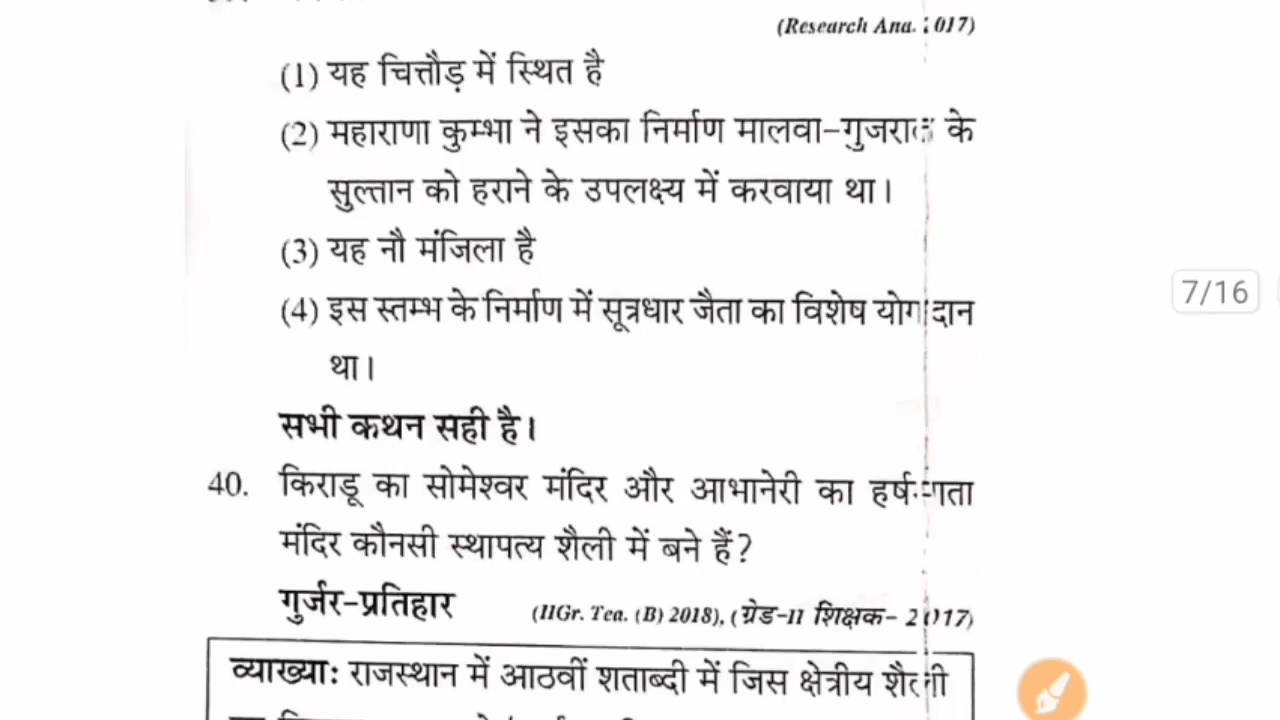 (Research Ana. 2017)
(1) यह चित्तौड़ में स्थित है
(2) महाराणा कुम्भा ने इसका निर्माण मालवा-गुजरात के
सुल्तान को हराने के उपलक्ष्य में करवाया था।
(3) यह नौ मंजिला है
(4) इस स्तम्भ के निर्माण में सूत्रधार जैता का विशेष योगदान
था।
7/16
सभी कथन सही है।
40. किराडू का सोमेश्वर मंदिर और आभानेरी का
मंदिर कौनसी स्थापत्य शैली में बने हैं?
गुर्जर-प्रतिहार (IIGr. Tea. (B) 2018), (ग्रेड-II शिक्षक- 2017)
व्याख्याः राजस्थान में आठवीं शताब्दी में जिस क्षेत्रीय शैली